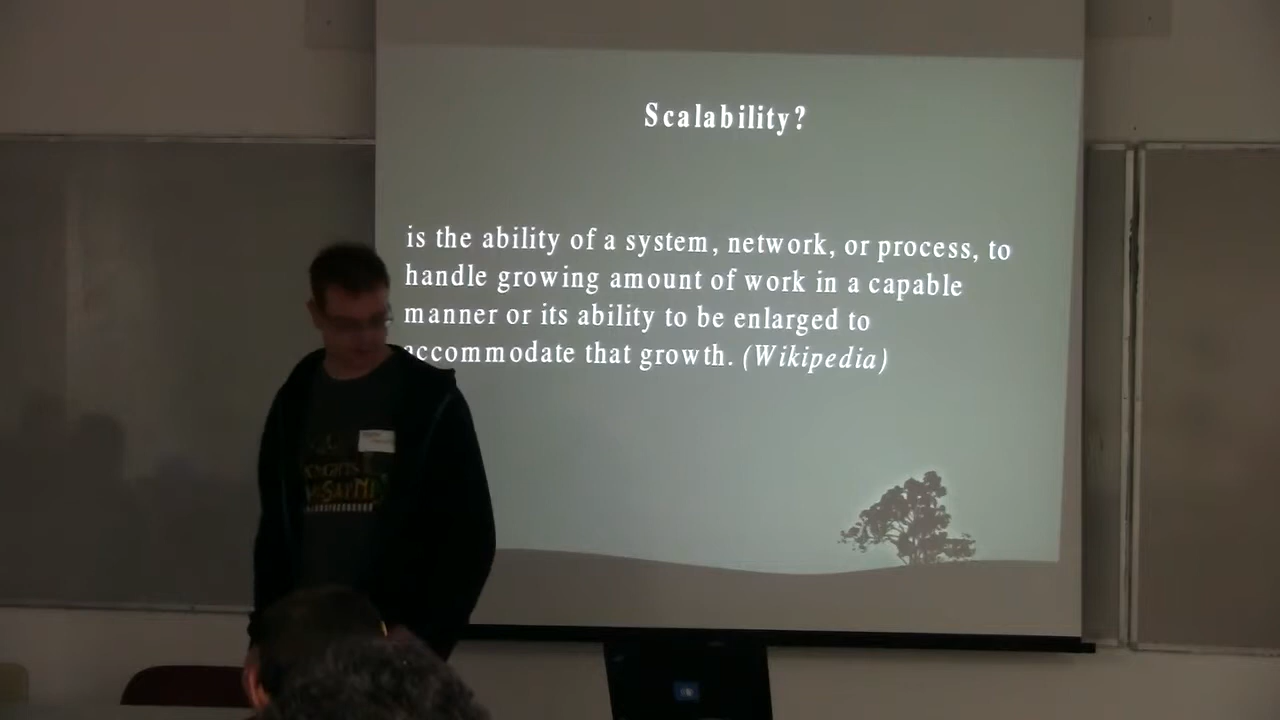 Scalability?
is the ability of a system, network, or process, to
handle growing amount of work in a capable
manner or its ability to be enlarged to
accommodate that growth. (Wikipedia)